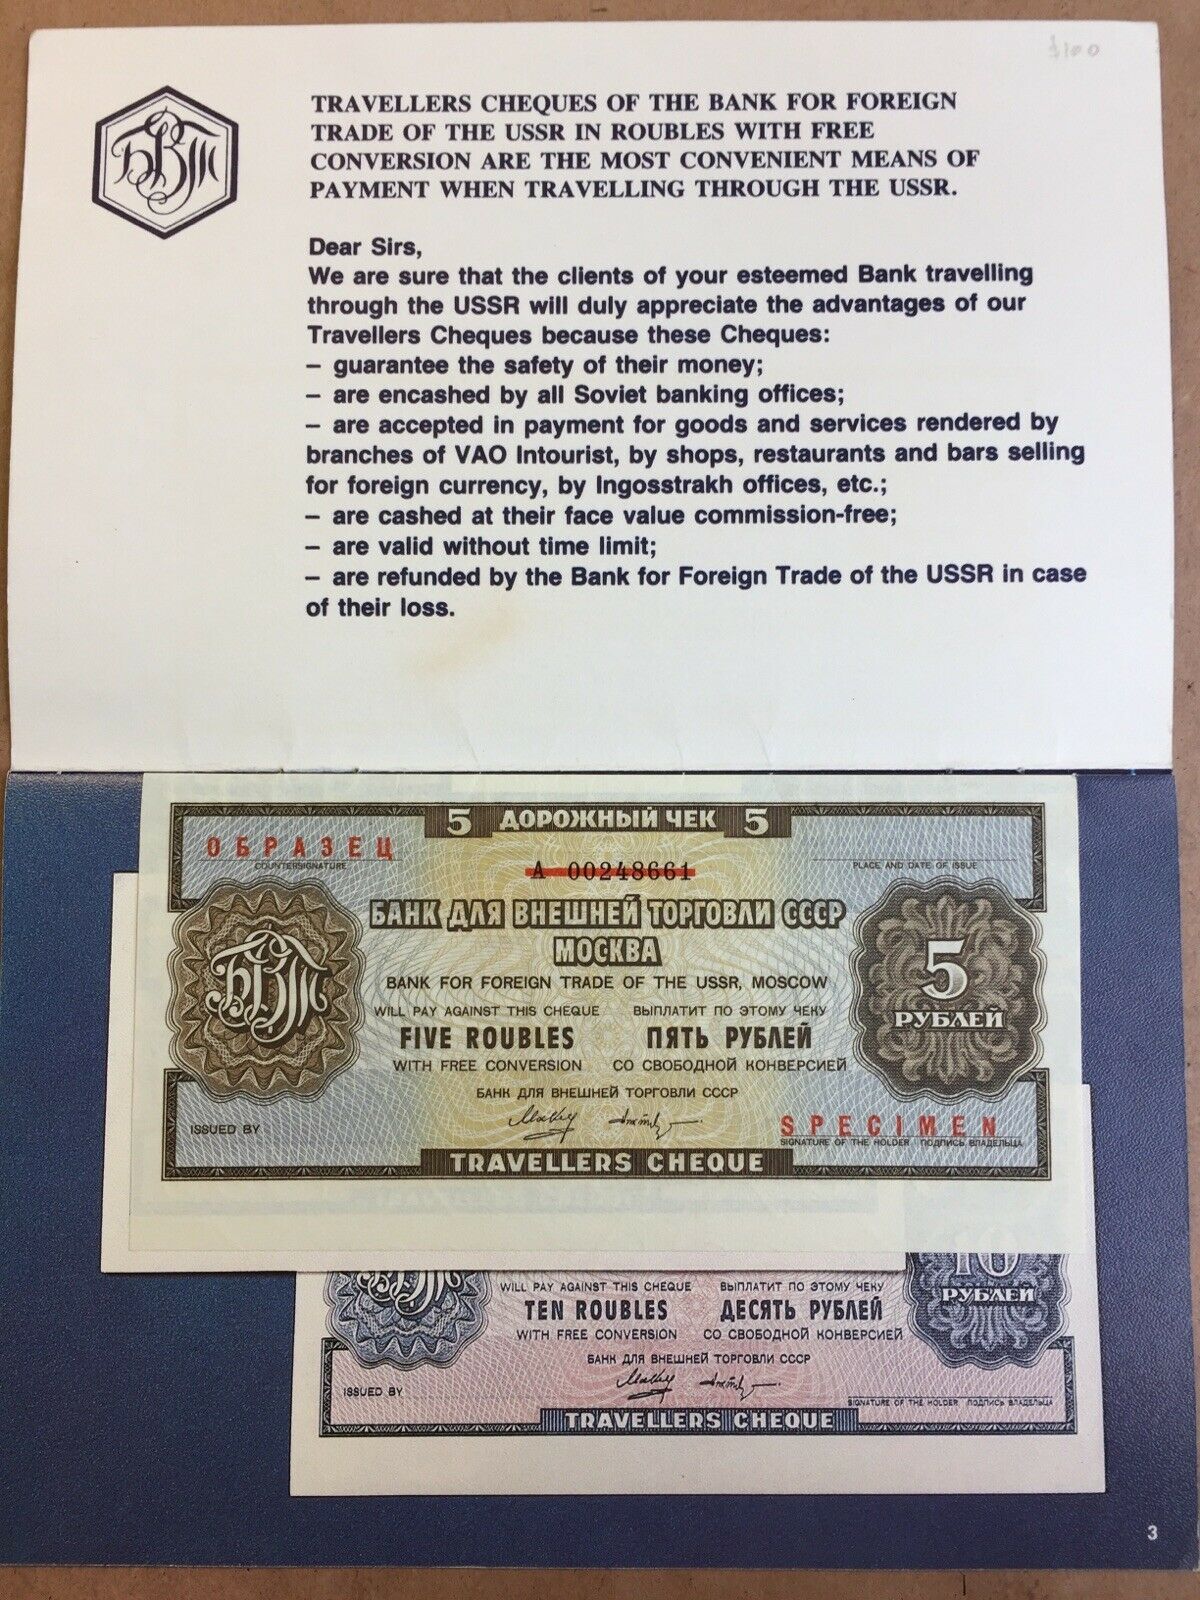 £100
БВТ
TRAVELLERS CHEQUES OF THE BANK FOR FOREIGN
TRADE OF THE USSR IN ROUBLES WITH FREE
CONVERSION ARE THE MOST CONVENIENT MEANS OF
PAYMENT WHEN TRAVELLING THROUGH THE USSR.
Dear Sirs,
We are sure that the clients of your esteemed Bank travelling
through the USSR will duly appreciate the advantages of our
Travellers Cheques because these Cheques:
– guarantee the safety of their money;
– are encashed by all Soviet banking offices;
– are accepted in payment for goods and services rendered by
branches of VAO Intourist, by shops, restaurants and bars selling
for foreign currency, by Ingosstrakh offices, etc.;
– are cashed at their face value commission-free;
– are valid without time limit;
– are refunded by the Bank for Foreign Trade of the USSR in case
of their loss.
5 ДОРОЖНЫЙ ЧЕК 5
ОБРАЗЕЦ
COUNTERSIGNATURE
PLACE AND DATE OF ISSUE
А 00248661
БАНК ДЛЯ ВНЕШНЕЙ ТОРГОВЛИ СССР
МОСКВА
BANK FOR FOREIGN TRADE OF THE USSR, MOSCOW
WILL PAY AGAINST THIS CHEQUE ВЫПЛАТИТ ПО ЭТОМУ ЧЕКУ
FIVE ROUBLES ПЯТЬ РУБЛЕЙ
WITH FREE CONVERSION СО СВОБОДНОЙ КОНВЕРСИЕЙ
БАНК ДЛЯ ВНЕШНЕЙ ТОРГОВЛИ СССР
БВТ
5
РУБЛЕЙ
ISSUED BY
SPECIMEN
SIGNATURE OF THE HOLDER ПОДПИСЬ ВЛАДЕЛЬЦА
TRAVELLERS CHEQUE
БВТ
10
РУБЛЕЙ
WILL PAY AGAINST THIS CHEQUE ВЫПЛАТИТ ПО ЭТОМУ ЧЕКУ
TEN ROUBLES ДЕСЯТЬ РУБЛЕЙ
WITH FREE CONVERSION СО СВОБОДНОЙ КОНВЕРСИЕЙ
БАНК ДЛЯ ВНЕШНЕЙ ТОРГОВЛИ СССР
ISSUED BY
SIGNATURE OF THE HOLDER ПОДПИСЬ ВЛАДЕЛЬЦА
TRAVELLERS CHEQUE
3